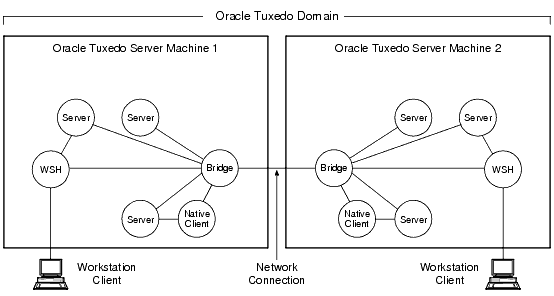 Oracle Tuxedo Domain
Oracle Tuxedo Server Machine 1
Oracle Tuxedo Server Machine 2
Server
Server
Server
Server
WSH
Bridge
Bridge
WSH
Server
Native
Client
Native
Client
Server
Workstation
Client
Network
Connection
Workstation
Client